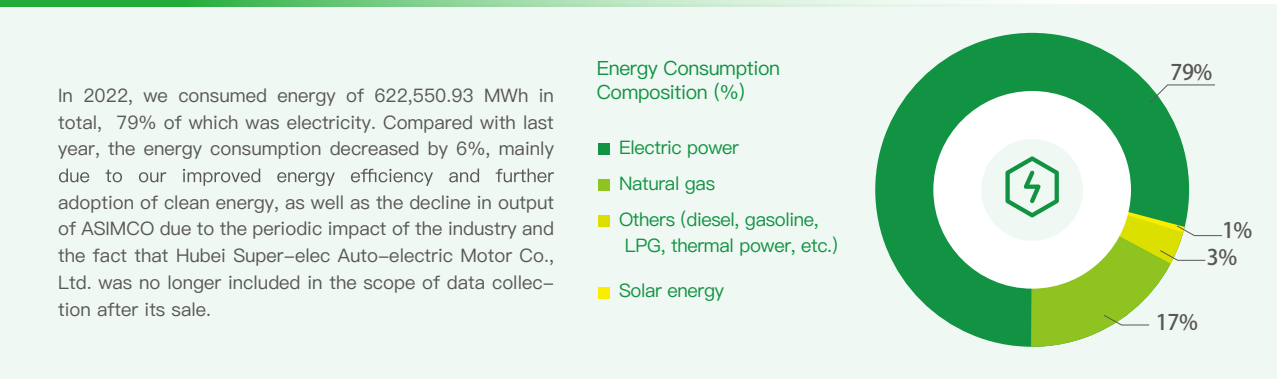 In 2022, we consumed energy of 622,550.93 MWh in
total, 79% of which was electricity. Compared with last
year, the energy consumption decreased by 6%, mainly
due to our improved energy efficiency and further
adoption of clean energy, as well as the decline in output
of ASIMCO due to the periodic impact of the industry and
the fact that Hubei Super–elec Auto–electric Motor Co.,
Ltd. was no longer included in the scope of data collec–
tion after its sale.
Energy Consumption
Composition (%)
Electric power
Natural gas
Others (diesel, gasoline,
LPG, thermal power, etc.)
Solar energy
79%
1%
3%
17%